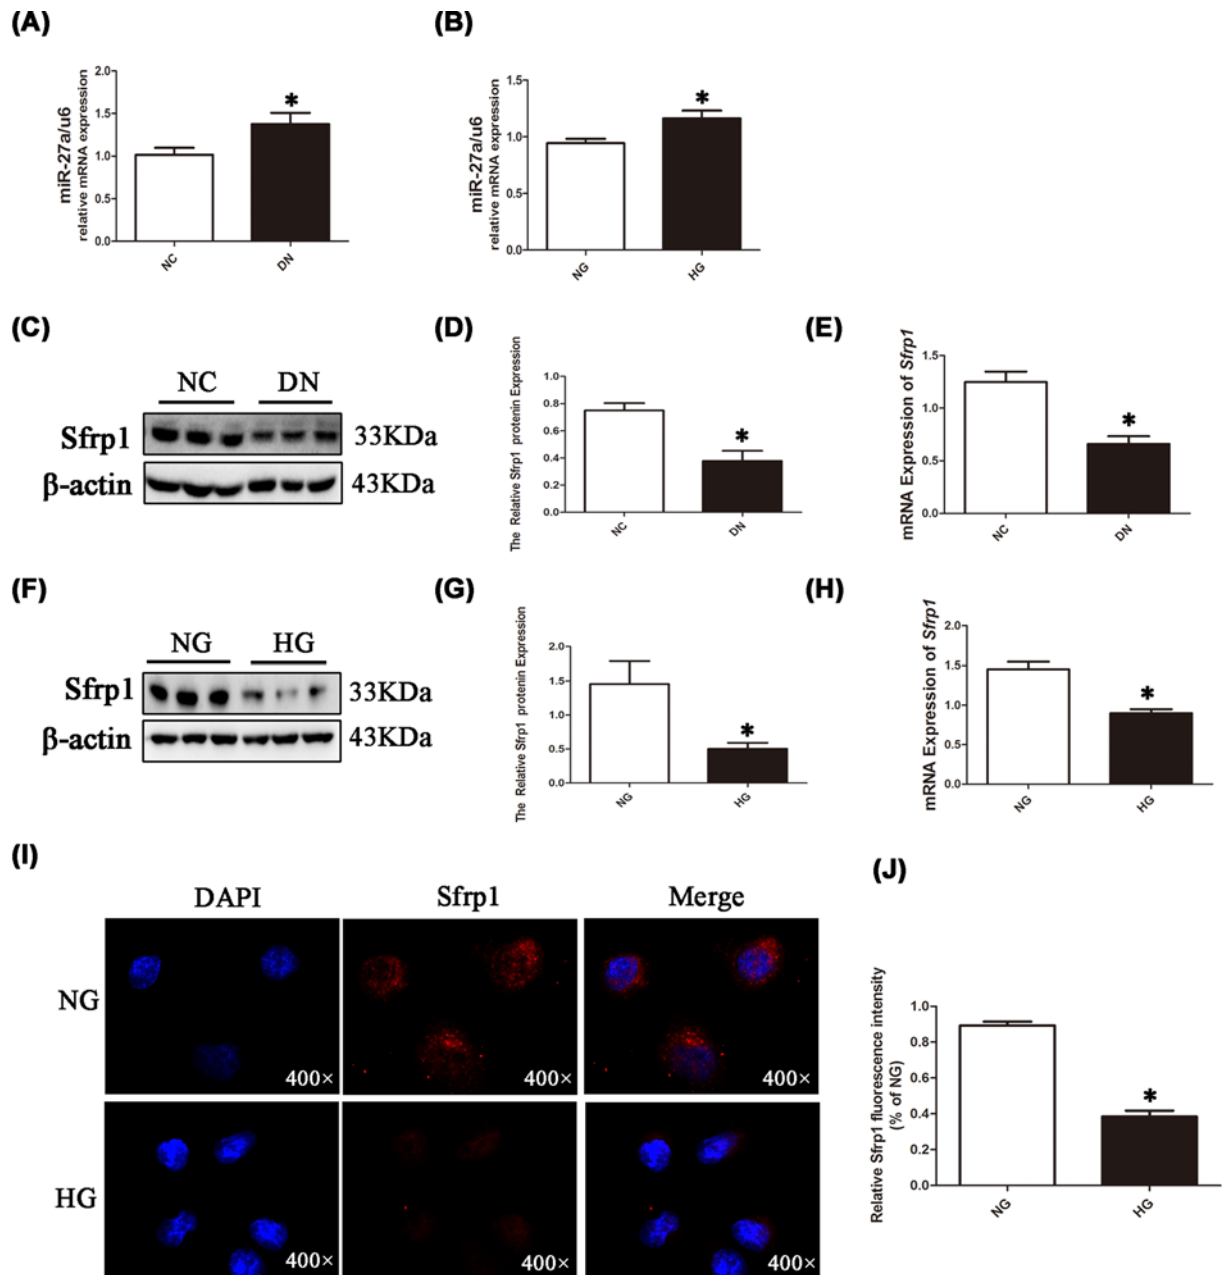 (A)
miR-27a/u6
relative mRNA expression
2.0
1.5
1.0
0.5
0.0
*
NC
DN
(B)
miR-27a/u6
relative mRNA expression
1.5
1.0
0.5
0.0
*
NG
HG
(C)
NC DN
Sfrp1 33KDa
β-actin 43KDa
(D)
The Relative Sfrp1 protenin Expression
1.0
0.8
0.6
0.4
0.2
0.0
*
NC
DN
(E)
mRNA Expression of Sfrp1
1.5
1.0
0.5
0.0
*
NC
DN
(F)
NG HG
Sfrp1 33KDa
β-actin 43KDa
(G)
The Relative Sfrp1 protenin Expression
2.0
1.5
1.0
0.5
0.0
*
NG
HG
(H)
mRNA Expression of Sfrp1
2.0
1.5
1.0
0.5
0.0
*
NG
HG
(I)
DAPI Sfrp1 Merge
NG
400× 400× 400×
HG
400× 400× 400×
(J)
Relative Sfrp1 fluorescence intensity
(% of NG)
1.0
0.8
0.6
0.4
0.2
0.0
*
NG
HG